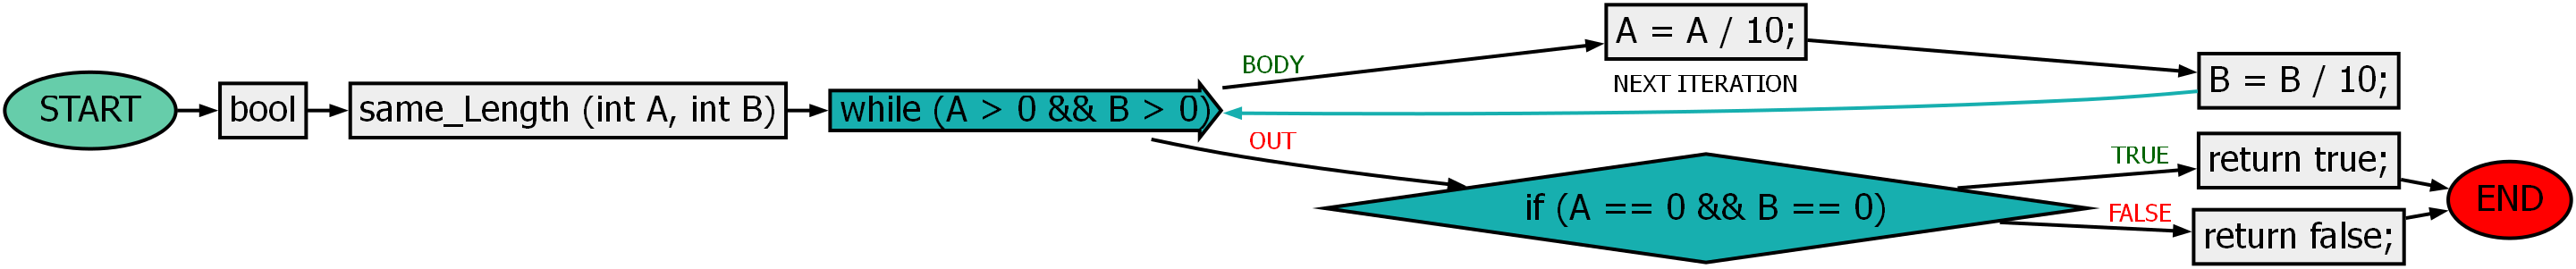 START
bool
same_Length (int A, int B)
while (A > 0 && B > 0)
BODY
A = A / 10;
NEXT ITERATION
B = B / 10;
OUT
if (A == 0 && B == 0)
TRUE
return true;
FALSE
return false;
END